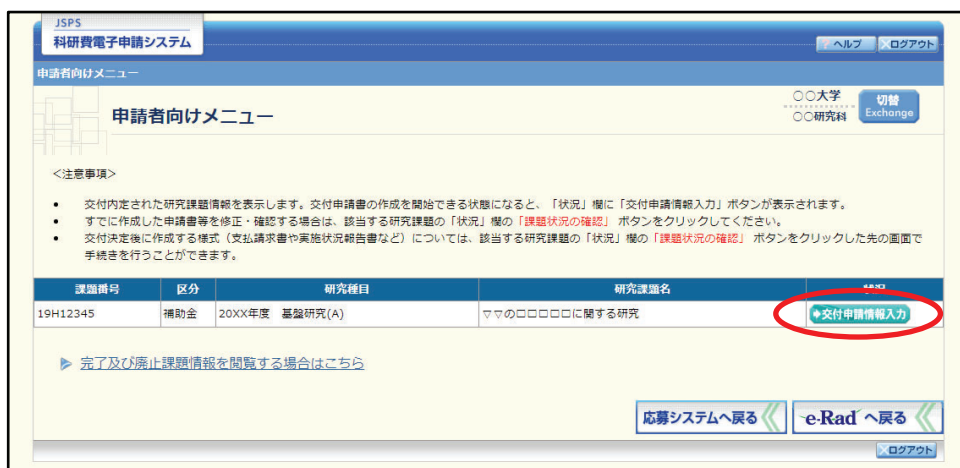 JSPS
科研費電子申請システム
ヘルプ ログアウト
申請者向けメニュー
申請者向けメニュー
○○大学
○○研究科
切替
Exchange
<注意事項>
• 交付内定された研究課題情報を表示します。交付申請書の作成を開始できる状態になると、「状況」欄に「交付申請情報入力」ボタンが表示されます。
• すでに作成した申請書等を修正・確認する場合は、該当する研究課題の「状況」欄の「課題状況の確認」 ボタンをクリックしてください。
• 交付決定後に作成する様式（支払請求書や実施状況報告書など）については、該当する研究課題の「状況」欄の「課題状況の確認」 ボタンをクリックした先の画面で
手続きを行うことができます。
課題番号 区分 研究種目 研究課題名 状況
19H12345 補助金 20XX年度 基盤研究(A) ▽▽の□□□□□に関する研究 交付申請情報入力
完了及び廃止課題情報を閲覧する場合はこちら
応募システムへ戻る e-Rad へ戻る
ログアウト